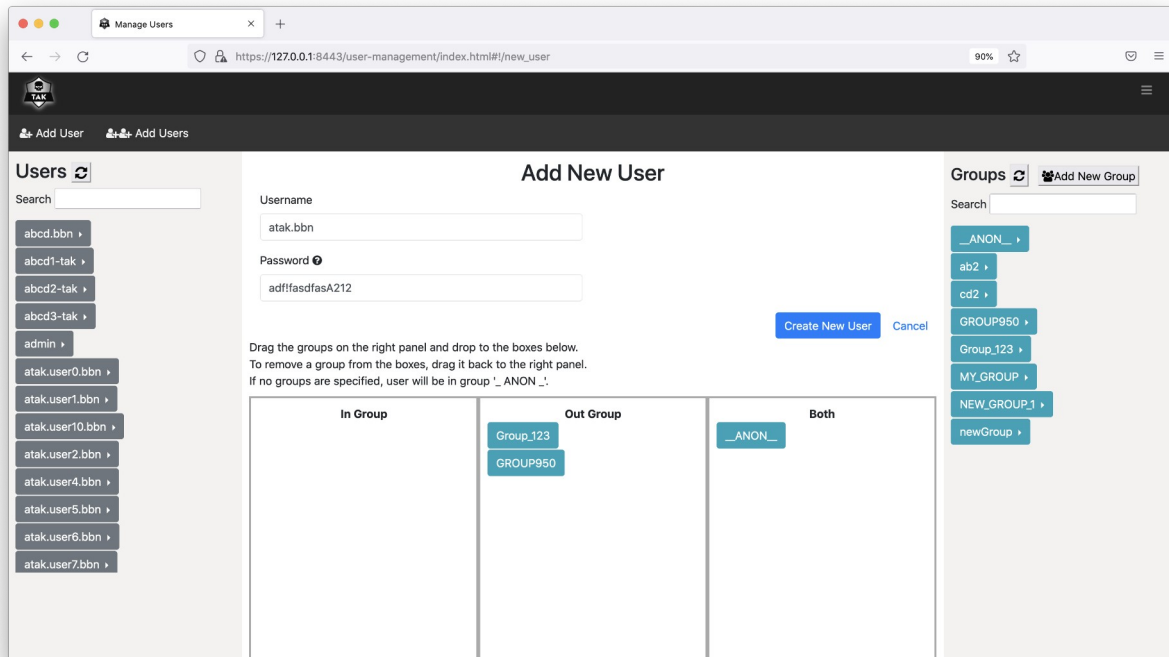 Manage Users
https://127.0.0.1:8443/user-management/index.html#!/new_user
90%
TAK
Add User
Add Users
Users
Search
abcd.bbn
abcd1-tak
abcd2-tak
abcd3-tak
admin
atak.user0.bbn
atak.user1.bbn
atak.user10.bbn
atak.user2.bbn
atak.user4.bbn
atak.user5.bbn
atak.user6.bbn
atak.user7.bbn
Add New User
Username
atak.bbn
Password
adf!fasdfasA212
Create New User
Cancel
Drag the groups on the right panel and drop to the boxes below.
To remove a group from the boxes, drag it back to the right panel.
If no groups are specified, user will be in group '_ ANON _'.
In Group
Out Group
Group_123
GROUP950
Both
__ANON__
Groups
Add New Group
Search
__ANON__
ab2
cd2
GROUP950
Group_123
MY_GROUP
NEW_GROUP_1
newGroup